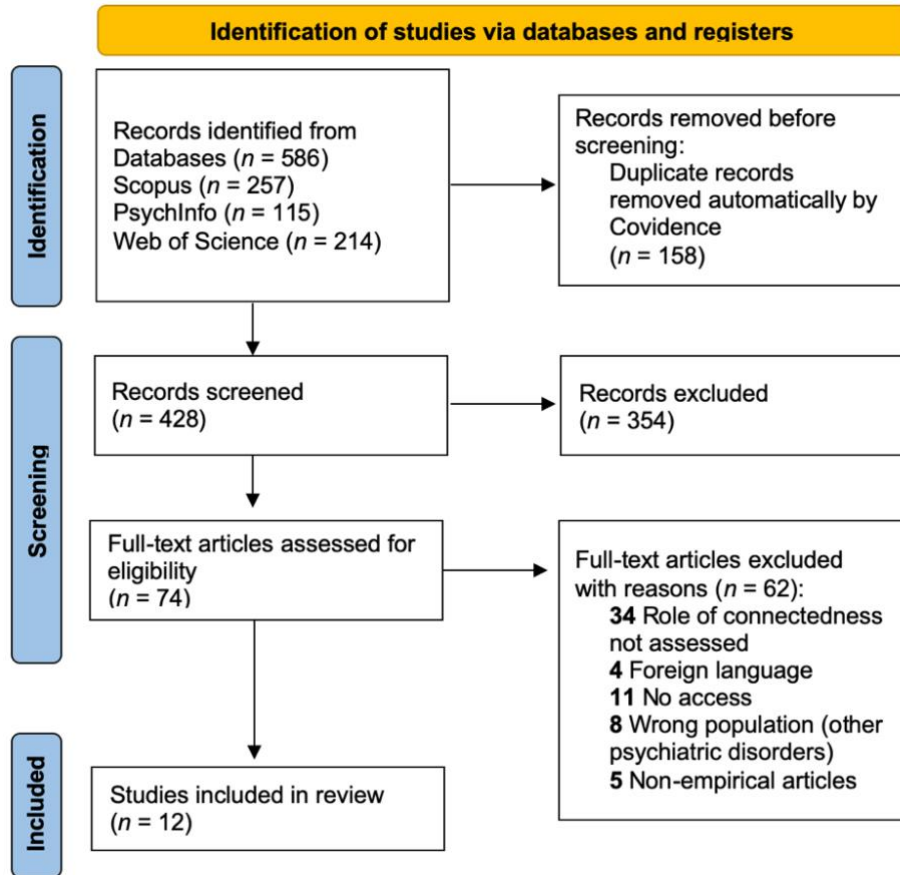 Identification of studies via databases and registers
Identification
Records identified from
Databases (n = 586)
Scopus (n = 257)
PsychInfo (n = 115)
Web of Science (n = 214)
Records removed before
screening:
Duplicate records
removed automatically by
Covidence
(n = 158)
Screening
Records screened
(n = 428)
Records excluded
(n = 354)
Full-text articles assessed for
eligibility
(n = 74)
Full-text articles excluded
with reasons (n = 62):
34 Role of connectedness
not assessed
4 Foreign language
11 No access
8 Wrong population (other
psychiatric disorders)
5 Non-empirical articles
Included
Studies included in review
(n = 12)